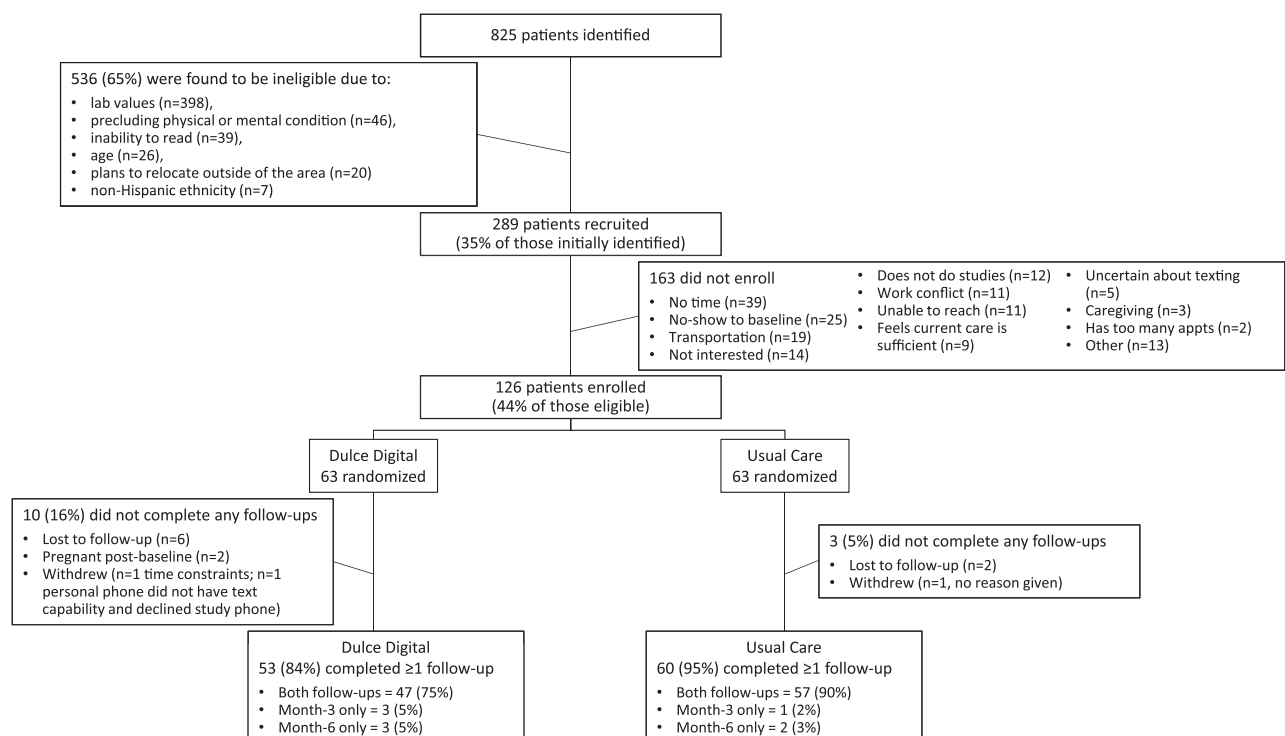 825 patients identified
536 (65%) were found to be ineligible due to:
• lab values (n=398),
• precluding physical or mental condition (n=46),
• inability to read (n=39),
• age (n=26),
• plans to relocate outside of the area (n=20)
• non-Hispanic ethnicity (n=7)
289 patients recruited
(35% of those initially identified)
163 did not enroll
• No time (n=39)
• No-show to baseline (n=25)
• Transportation (n=19)
• Not interested (n=14)
• Does not do studies (n=12)
• Work conflict (n=11)
• Unable to reach (n=11)
• Feels current care is
sufficient (n=9)
• Uncertain about texting
(n=5)
• Caregiving (n=3)
• Has too many appts (n=2)
• Other (n=13)
126 patients enrolled
(44% of those eligible)
Dulce Digital
63 randomized
Usual Care
63 randomized
10 (16%) did not complete any follow-ups
• Lost to follow-up (n=6)
• Pregnant post-baseline (n=2)
• Withdrew (n=1 time constraints; n=1
personal phone did not have text
capability and declined study phone)
3 (5%) did not complete any follow-ups
• Lost to follow-up (n=2)
• Withdrew (n=1, no reason given)
Dulce Digital
53 (84%) completed ≥1 follow-up
• Both follow-ups = 47 (75%)
• Month-3 only = 3 (5%)
• Month-6 only = 3 (5%)
Usual Care
60 (95%) completed ≥1 follow-up
• Both follow-ups = 57 (90%)
• Month-3 only = 1 (2%)
• Month-6 only = 2 (3%)